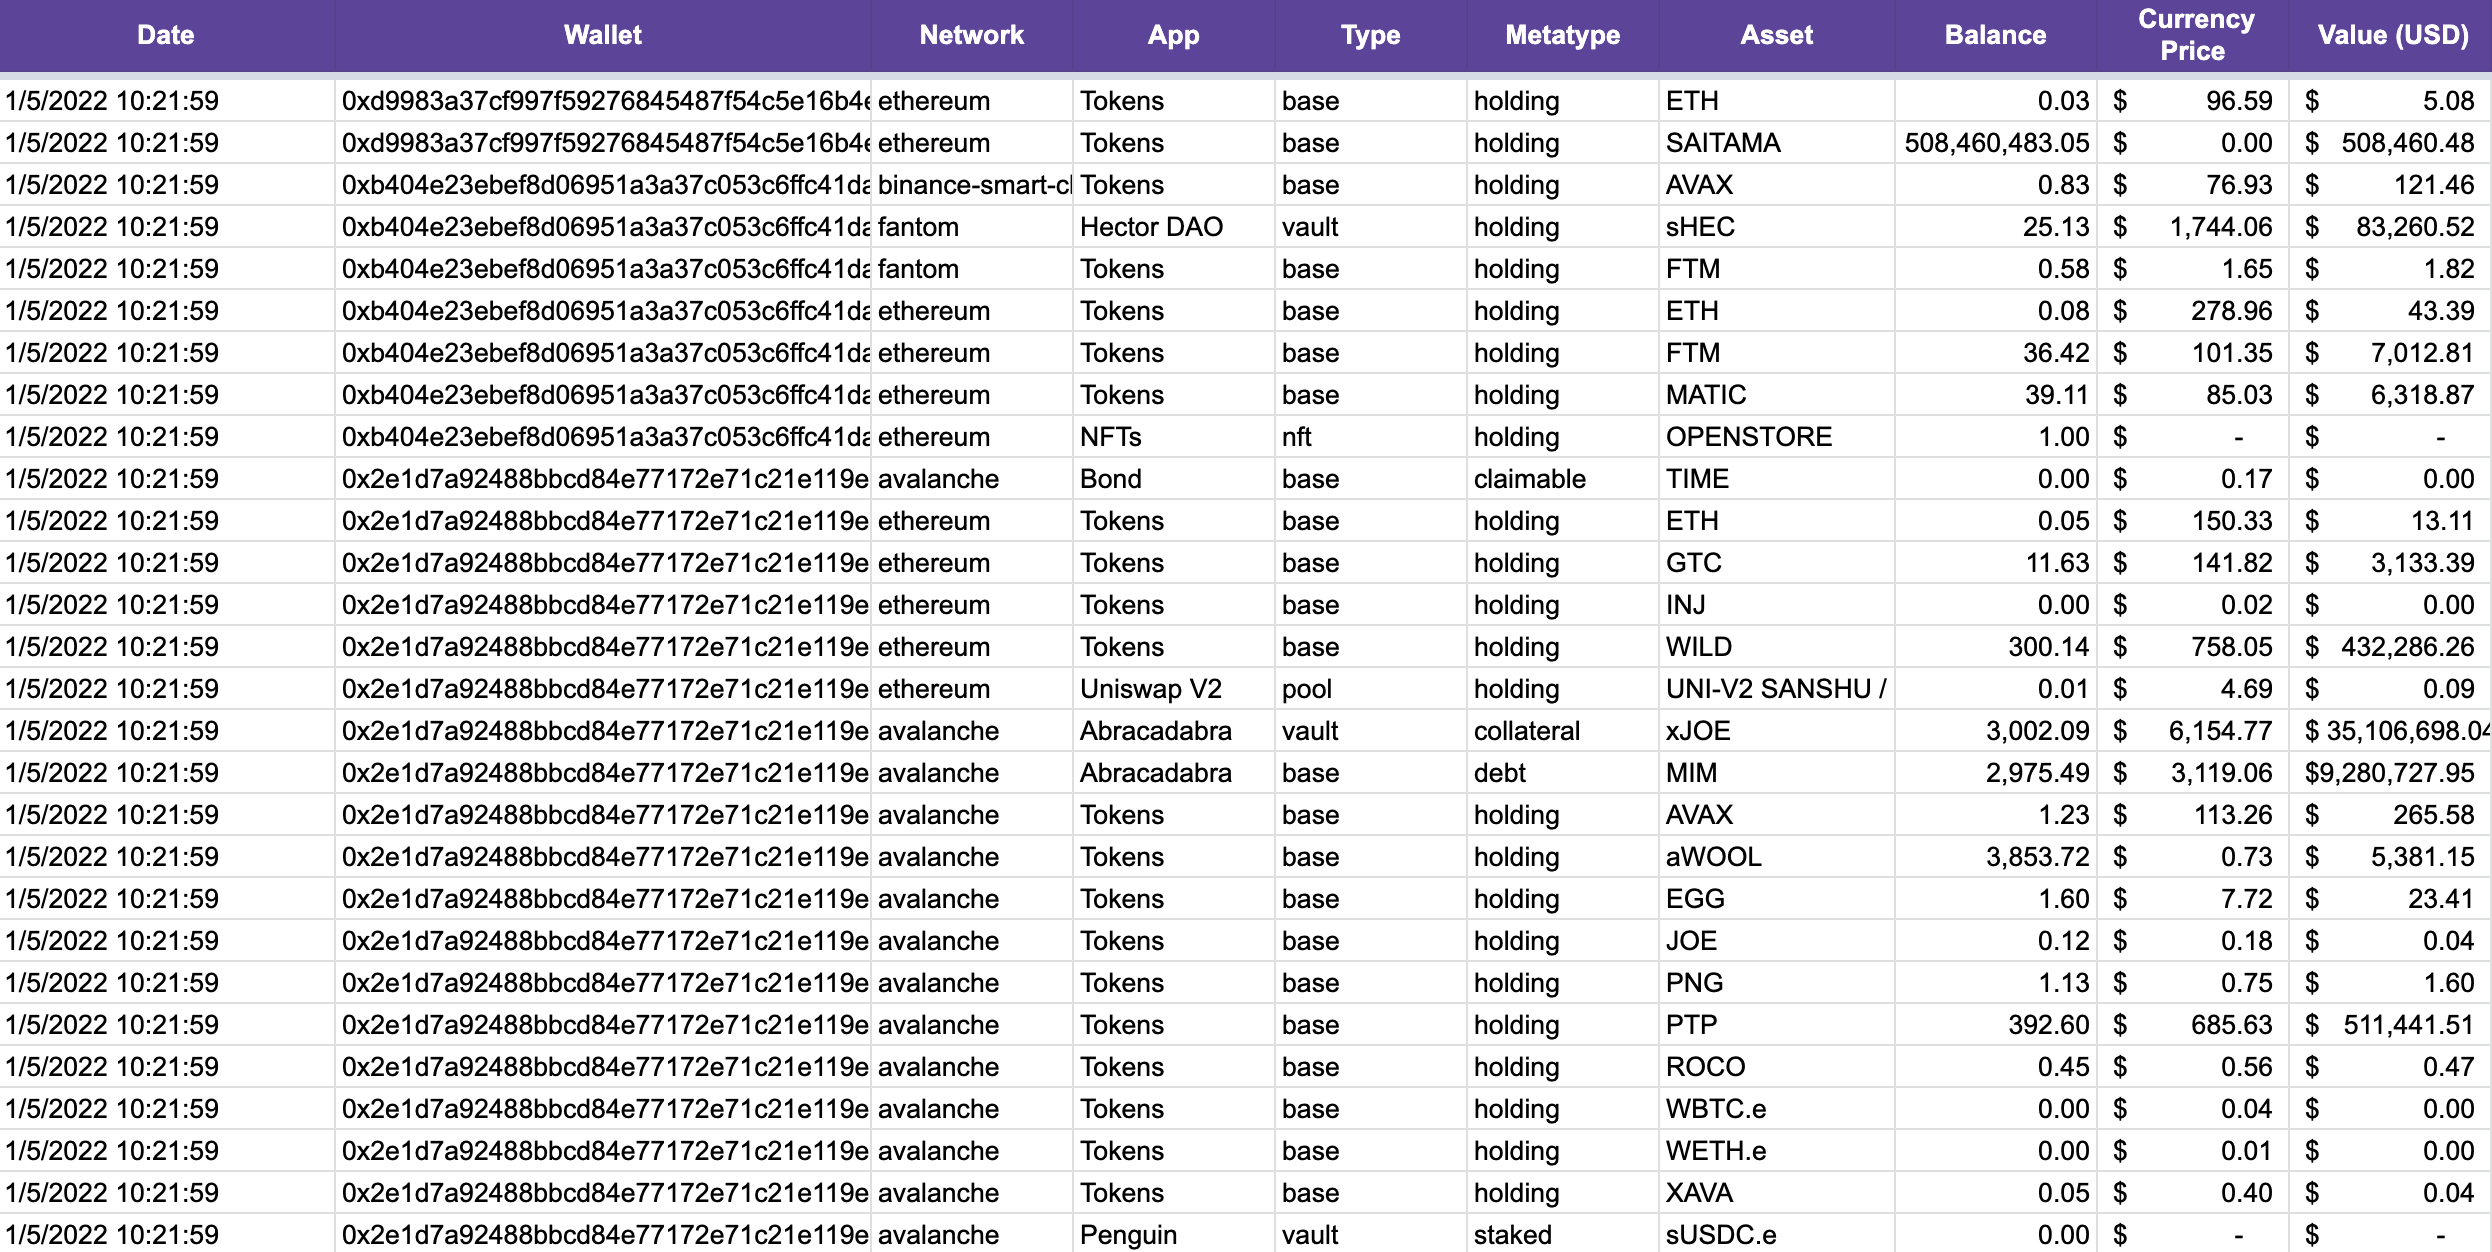 Date Wallet Network App Type Metatype Asset Balance Currency Price Value (USD)
1/5/2022 10:21:59 0xd9983a37cf997f59276845487f54c5e16b4e ethereum Tokens base holding ETH 0.03 $ 96.59 $ 5.08
1/5/2022 10:21:59 0xd9983a37cf997f59276845487f54c5e16b4e ethereum Tokens base holding SAITAMA 508,460,483.05 $ 0.00 $ 508,460.48
1/5/2022 10:21:59 0xb404e23ebef8d06951a3a37c053c6ffc41da binance-smart-cl Tokens base holding AVAX 0.83 $ 76.93 $ 121.46
1/5/2022 10:21:59 0xb404e23ebef8d06951a3a37c053c6ffc41da fantom Hector DAO vault holding sHEC 25.13 $ 1,744.06 $ 83,260.52
1/5/2022 10:21:59 0xb404e23ebef8d06951a3a37c053c6ffc41da fantom Tokens base holding FTM 0.58 $ 1.65 $ 1.82
1/5/2022 10:21:59 0xb404e23ebef8d06951a3a37c053c6ffc41da ethereum Tokens base holding ETH 0.08 $ 278.96 $ 43.39
1/5/2022 10:21:59 0xb404e23ebef8d06951a3a37c053c6ffc41da ethereum Tokens base holding FTM 36.42 $ 101.35 $ 7,012.81
1/5/2022 10:21:59 0xb404e23ebef8d06951a3a37c053c6ffc41da ethereum Tokens base holding MATIC 39.11 $ 85.03 $ 6,318.87
1/5/2022 10:21:59 0xb404e23ebef8d06951a3a37c053c6ffc41da ethereum NFTs nft holding OPENSTORE 1.00 $ - $ -
1/5/2022 10:21:59 0x2e1d7a92488bbcd84e77172e71c21e119e avalanche Bond base claimable TIME 0.00 $ 0.17 $ 0.00
1/5/2022 10:21:59 0x2e1d7a92488bbcd84e77172e71c21e119e ethereum Tokens base holding ETH 0.05 $ 150.33 $ 13.11
1/5/2022 10:21:59 0x2e1d7a92488bbcd84e77172e71c21e119e ethereum Tokens base holding GTC 11.63 $ 141.82 $ 3,133.39
1/5/2022 10:21:59 0x2e1d7a92488bbcd84e77172e71c21e119e ethereum Tokens base holding INJ 0.00 $ 0.02 $ 0.00
1/5/2022 10:21:59 0x2e1d7a92488bbcd84e77172e71c21e119e ethereum Tokens base holding WILD 300.14 $ 758.05 $ 432,286.26
1/5/2022 10:21:59 0x2e1d7a92488bbcd84e77172e71c21e119e ethereum Uniswap V2 pool holding UNI-V2 SANSHU / 0.01 $ 4.69 $ 0.09
1/5/2022 10:21:59 0x2e1d7a92488bbcd84e77172e71c21e119e avalanche Abracadabra vault collateral xJOE 3,002.09 $ 6,154.77 $ 35,106,698.04
1/5/2022 10:21:59 0x2e1d7a92488bbcd84e77172e71c21e119e avalanche Abracadabra base debt MIM 2,975.49 $ 3,119.06 $9,280,727.95
1/5/2022 10:21:59 0x2e1d7a92488bbcd84e77172e71c21e119e avalanche Tokens base holding AVAX 1.23 $ 113.26 $ 265.58
1/5/2022 10:21:59 0x2e1d7a92488bbcd84e77172e71c21e119e avalanche Tokens base holding aWOOL 3,853.72 $ 0.73 $ 5,381.15
1/5/2022 10:21:59 0x2e1d7a92488bbcd84e77172e71c21e119e avalanche Tokens base holding EGG 1.60 $ 7.72 $ 23.41
1/5/2022 10:21:59 0x2e1d7a92488bbcd84e77172e71c21e119e avalanche Tokens base holding JOE 0.12 $ 0.18 $ 0.04
1/5/2022 10:21:59 0x2e1d7a92488bbcd84e77172e71c21e119e avalanche Tokens base holding PNG 1.13 $ 0.75 $ 1.60
1/5/2022 10:21:59 0x2e1d7a92488bbcd84e77172e71c21e119e avalanche Tokens base holding PTP 392.60 $ 685.63 $ 511,441.51
1/5/2022 10:21:59 0x2e1d7a92488bbcd84e77172e71c21e119e avalanche Tokens base holding ROCO 0.45 $ 0.56 $ 0.47
1/5/2022 10:21:59 0x2e1d7a92488bbcd84e77172e71c21e119e avalanche Tokens base holding WBTC.e 0.00 $ 0.04 $ 0.00
1/5/2022 10:21:59 0x2e1d7a92488bbcd84e77172e71c21e119e avalanche Tokens base holding WETH.e 0.00 $ 0.01 $ 0.00
1/5/2022 10:21:59 0x2e1d7a92488bbcd84e77172e71c21e119e avalanche Tokens base holding XAVA 0.05 $ 0.40 $ 0.04
1/5/2022 10:21:59 0x2e1d7a92488bbcd84e77172e71c21e119e avalanche Penguin vault staked sUSDC.e 0.00 $ - $ -